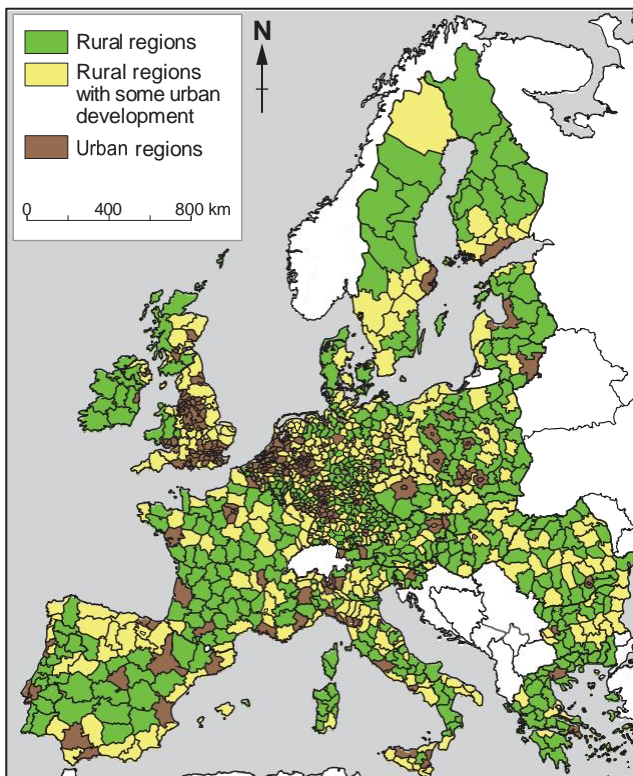 Rural regions
Rural regions
with some urban
development
Urban regions
0 400 800 km
N